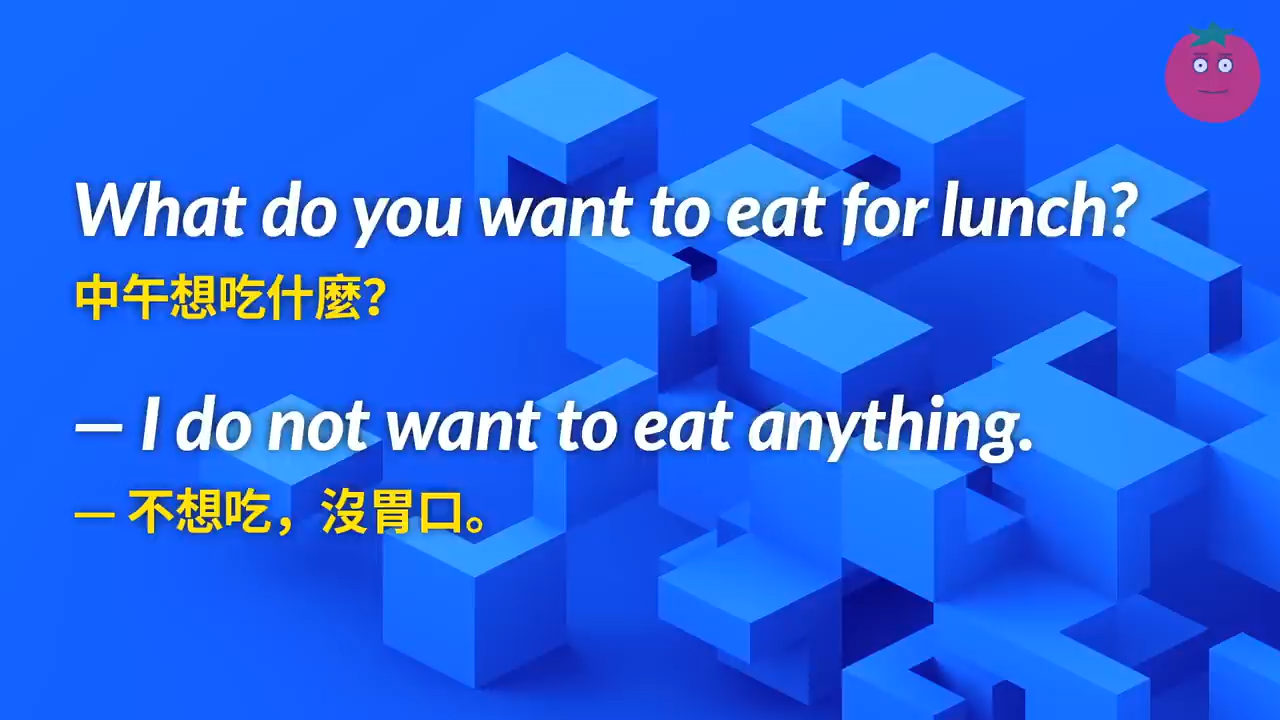 What do you want to eat for lunch?
中午想吃什麼？
— I do not want to eat anything.
— 不想吃，沒胃口。